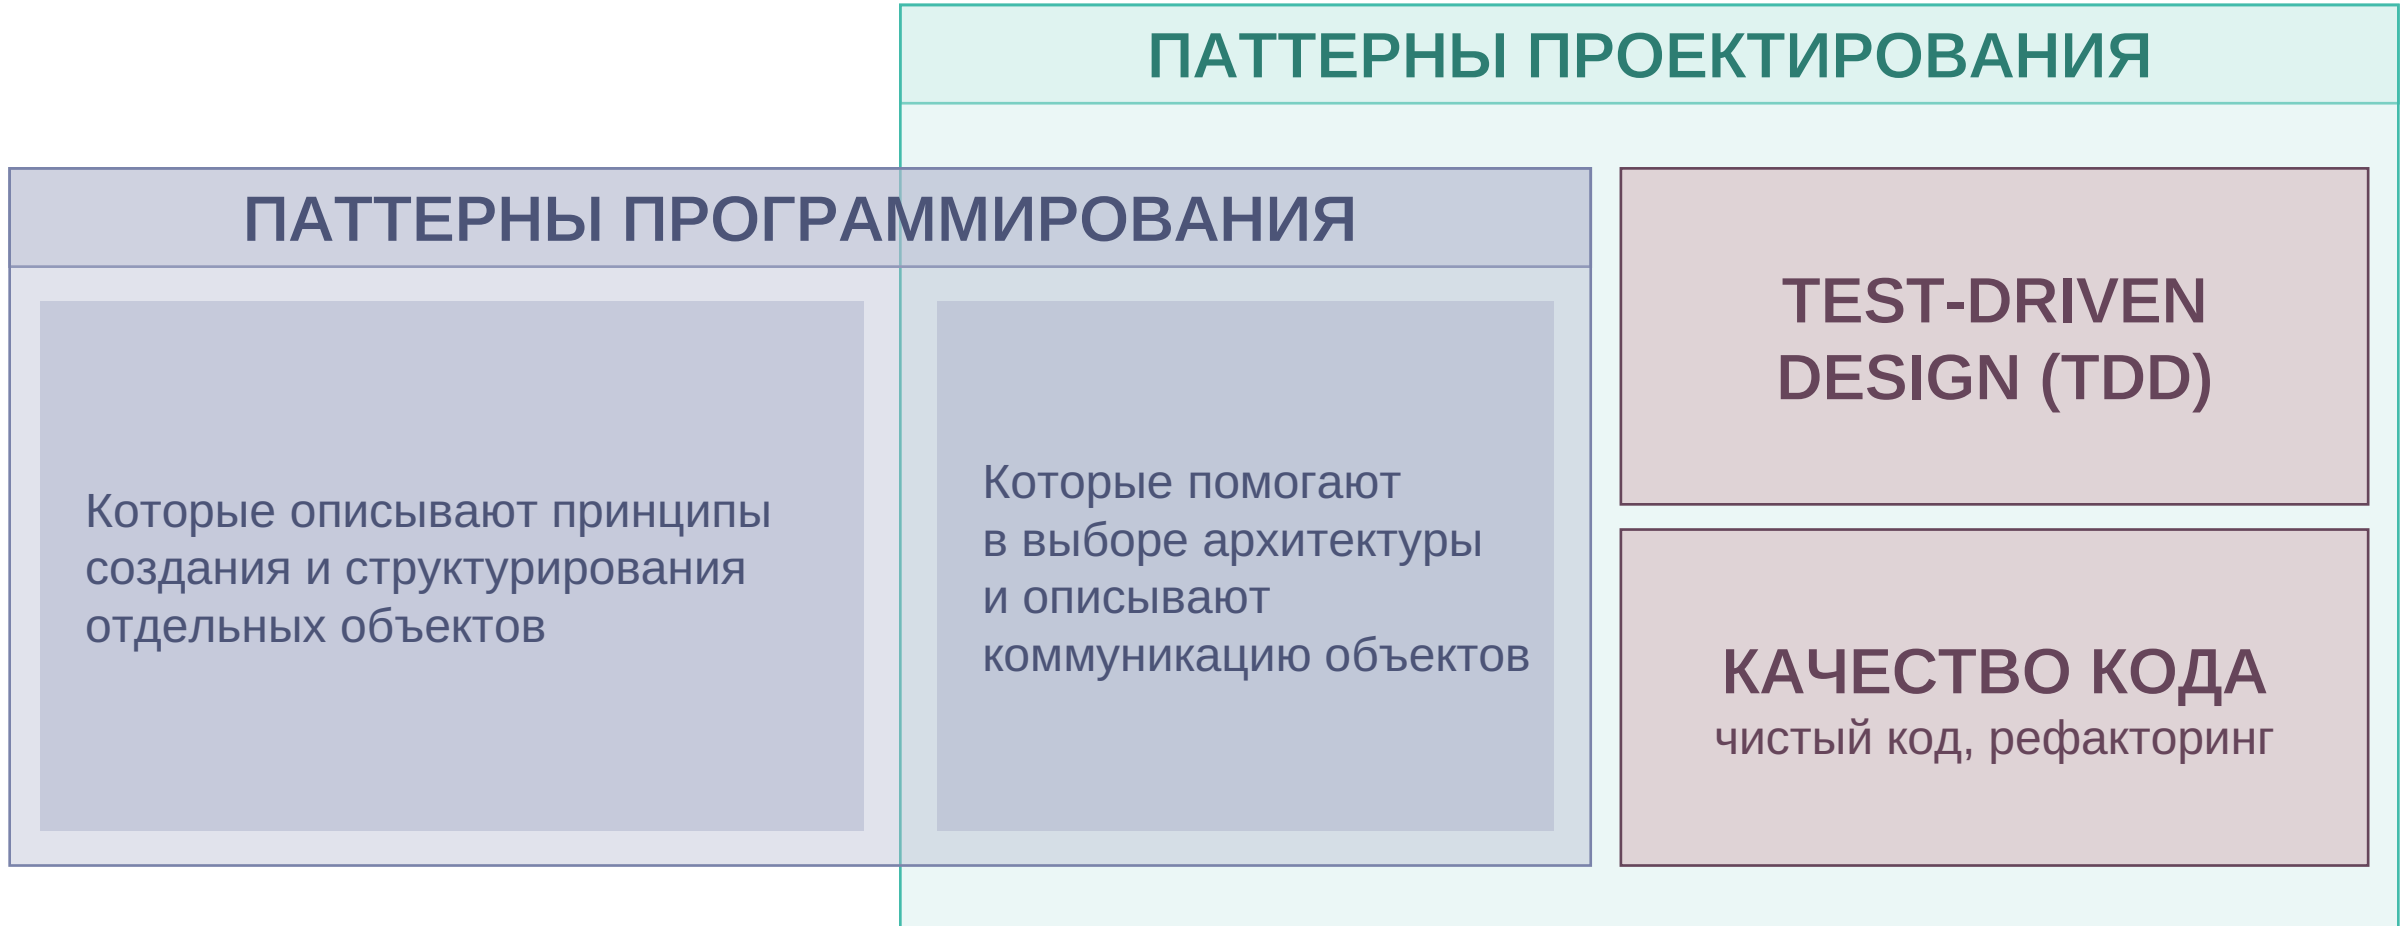 ПАТТЕРНЫ ПРОЕКТИРОВАНИЯ
ПАТТЕРНЫ ПРОГРАММИРОВАНИЯ
Которые описывают принципы
создания и структурирования
отдельных объектов
Которые помогают
в выборе архитектуры
и описывают
коммуникацию объектов
TEST-DRIVEN
DESIGN (TDD)
КАЧЕСТВО КОДА
чистый код, рефакторинг